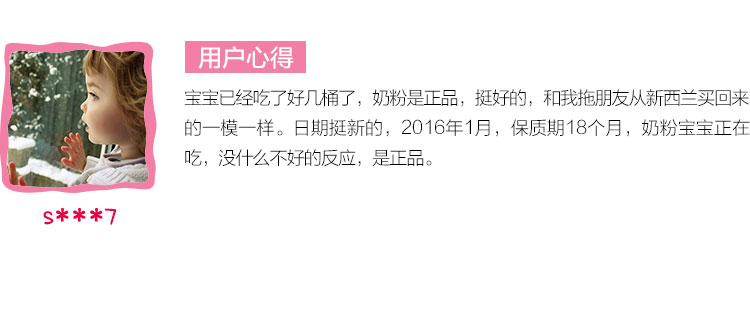 用户心得
宝宝已经吃了好几桶了，奶粉是正品，挺好的，和我拖朋友从新西兰买回来
的一模一样。日期挺新的，2016年1月，保质期18个月，奶粉宝宝正在
吃，没什么不好的反应，是正品。
s***7